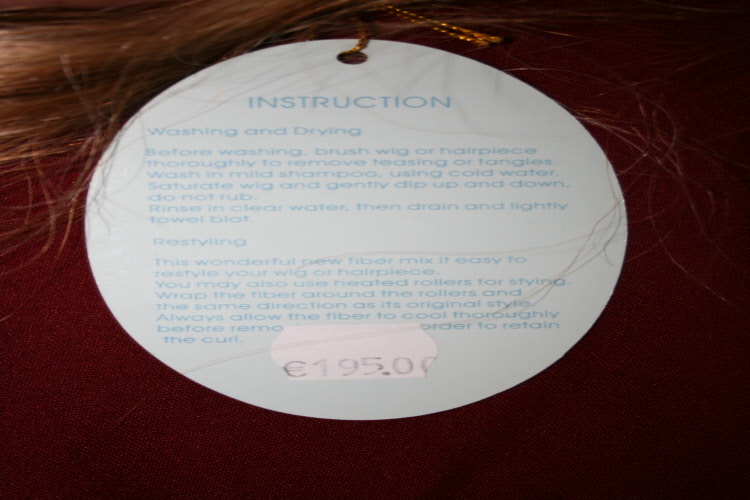 INSTRUCTION
Washing and Drying
Before washing, brush wig or hairpiece
thoroughly to remove teasing or tangles.
Wash in mild shampoo, using cold water.
Saturate wig and gently dip up and down,
do not rub.
Rinse in clear water, then drain and lightly
towel blot.
Restyling
This wonderful new fiber mix if easy to
restyle your wig or hairpiece.
You may also use heated rollers for stying.
Wrap the fiber around the rollers and
the same direction as its original style.
Always allow the fiber to cool thoroughly
before remo order to retain
the curl.
€195.00